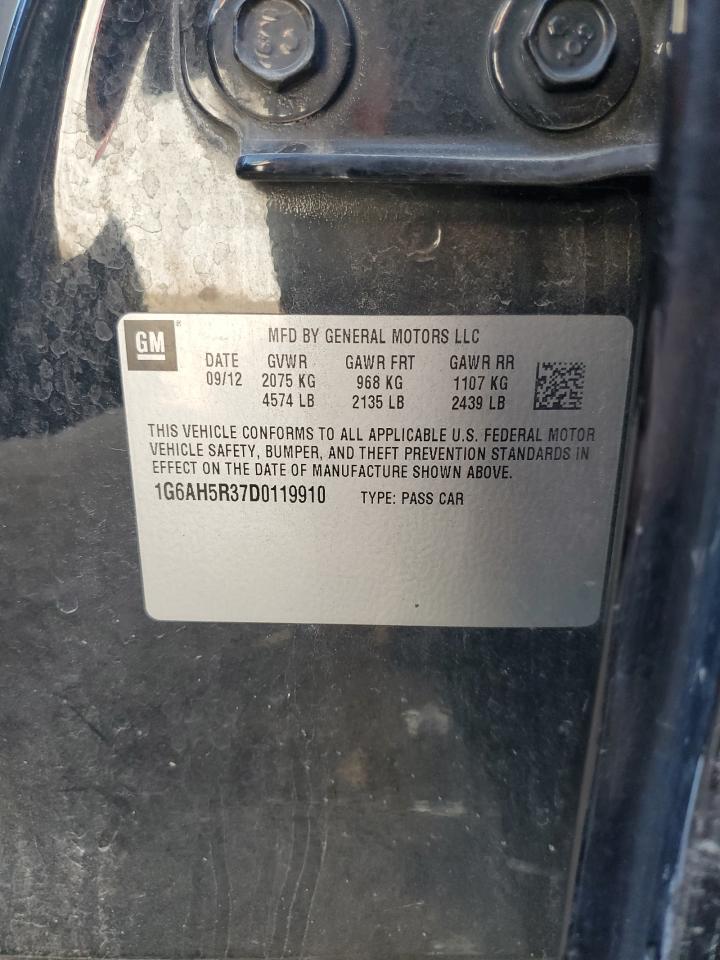 GM ®
MFD BY GENERAL MOTORS LLC
DATE GVWR GAWR FRT GAWR RR
09/12 2075 KG 968 KG 1107 KG
4574 LB 2135 LB 2439 LB
THIS VEHICLE CONFORMS TO ALL APPLICABLE U.S. FEDERAL MOTOR
VEHICLE SAFETY, BUMPER, AND THEFT PREVENTION STANDARDS IN
EFFECT ON THE DATE OF MANUFACTURE SHOWN ABOVE.
1G6AH5R37D0119910 TYPE: PASS CAR